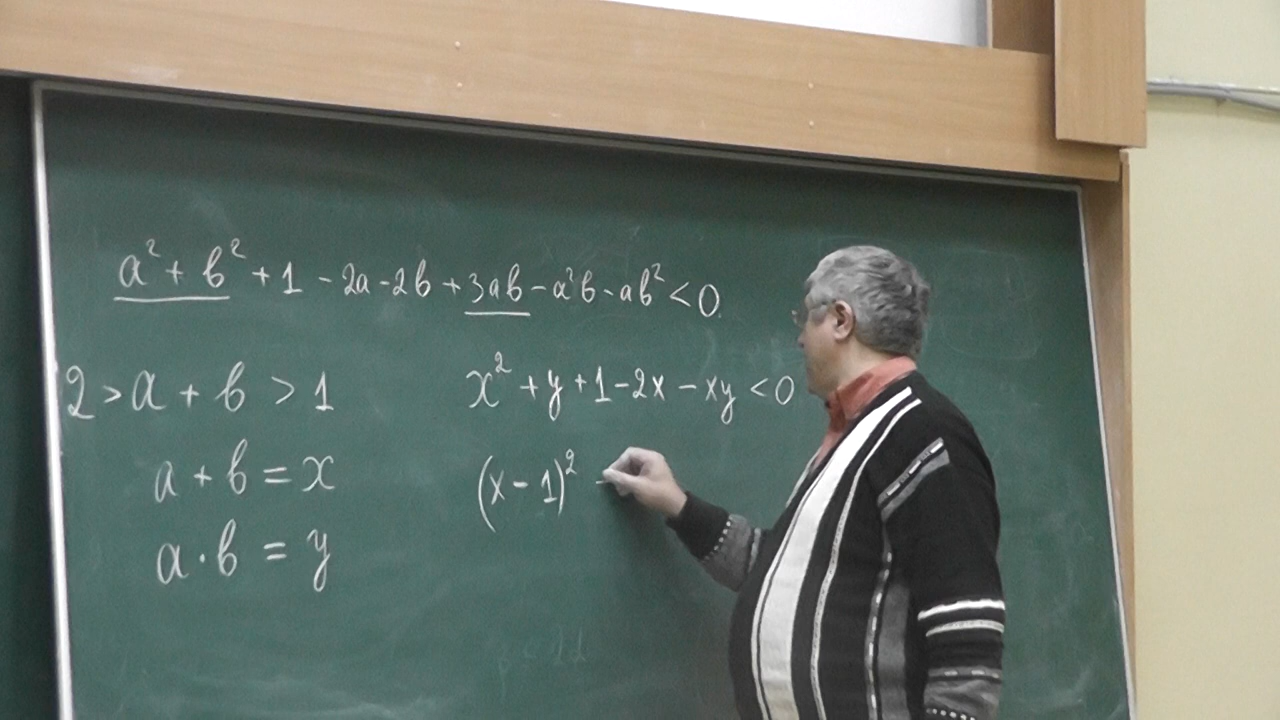 a² + b² + 1 - 2a - 2b + 3ab - a²b - ab² < 0
2 > a + b > 1
x² + y + 1 - 2x - xy < 0
a + b = x
(x - 1)² -
a · b = y